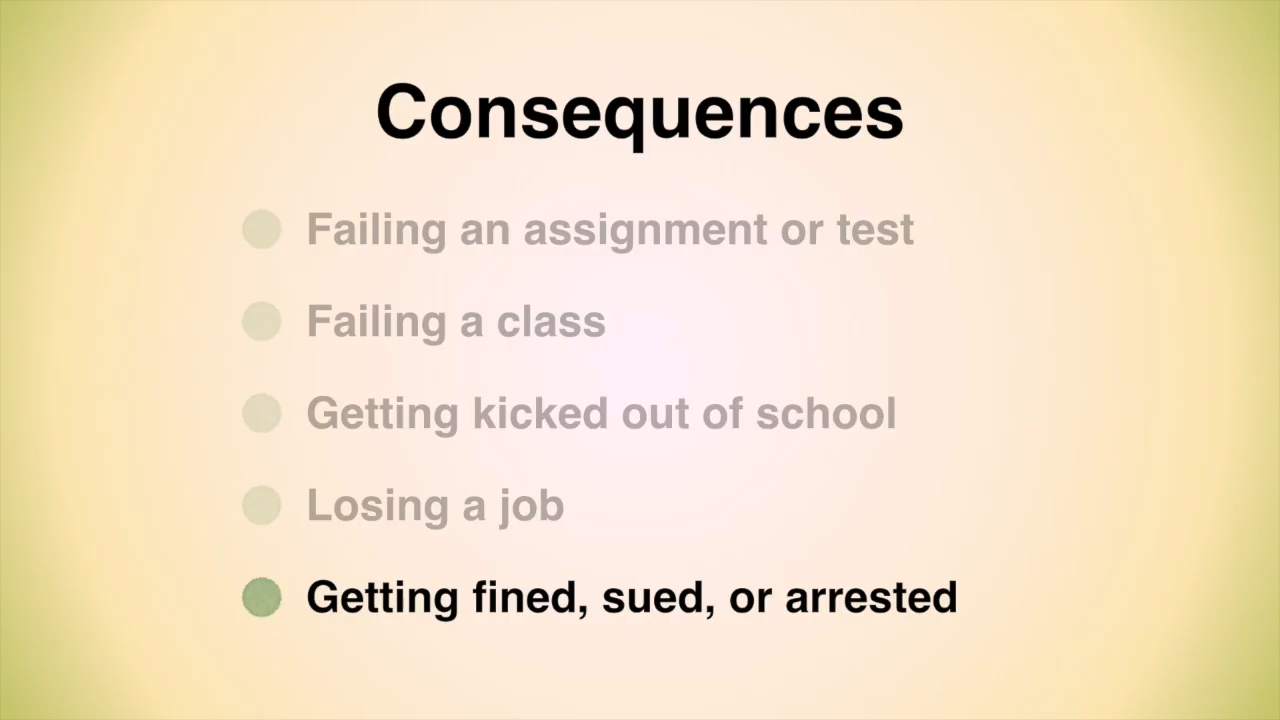 Consequences
Failing an assignment or test
Failing a class
Getting kicked out of school
Losing a job
Getting fined, sued, or arrested